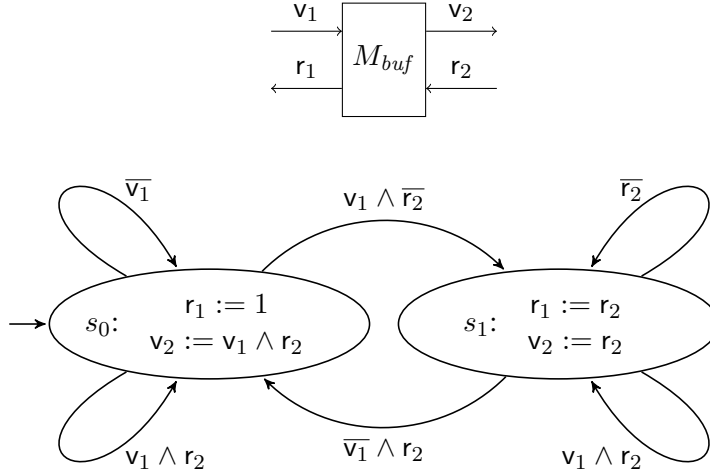 v₁ v₂
M_buf
r₁ r₂
v̅₁̅ v₁ ∧ r̅₂̅ r̅₂̅
s₀: r₁ := 1
v₂ := v₁ ∧ r₂
s₁: r₁ := r₂
v₂ := r₂
v₁ ∧ r₂ v̅₁̅ ∧ r₂ v₁ ∧ r₂